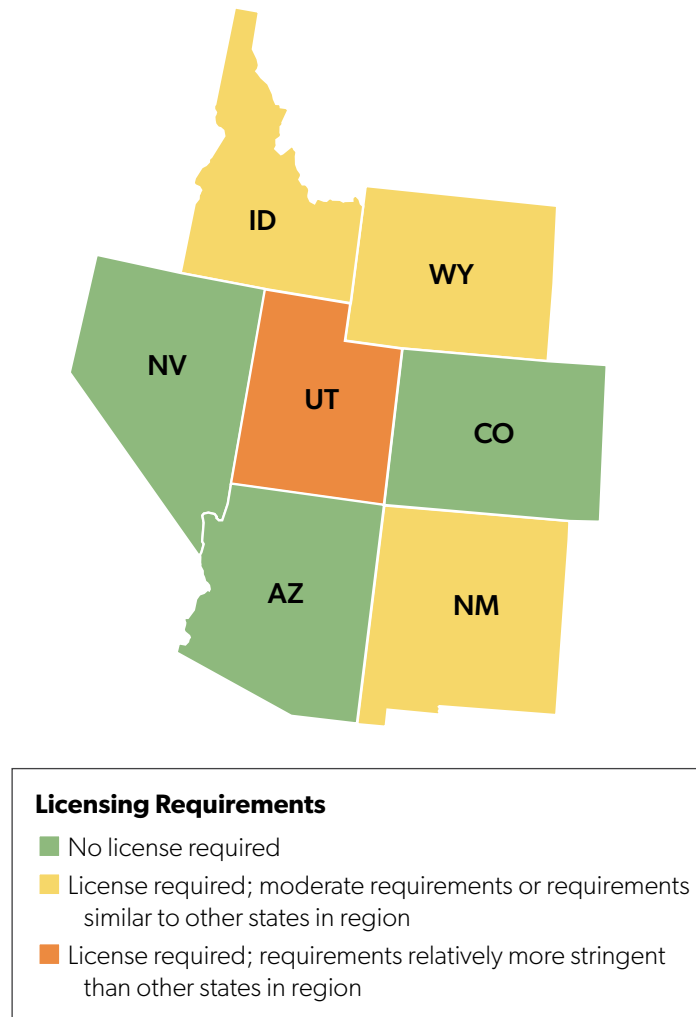 ID
WY
NV
UT
CO
AZ
NM
Licensing Requirements
No license required
License required; moderate requirements or requirements
similar to other states in region
License required; requirements relatively more stringent
than other states in region